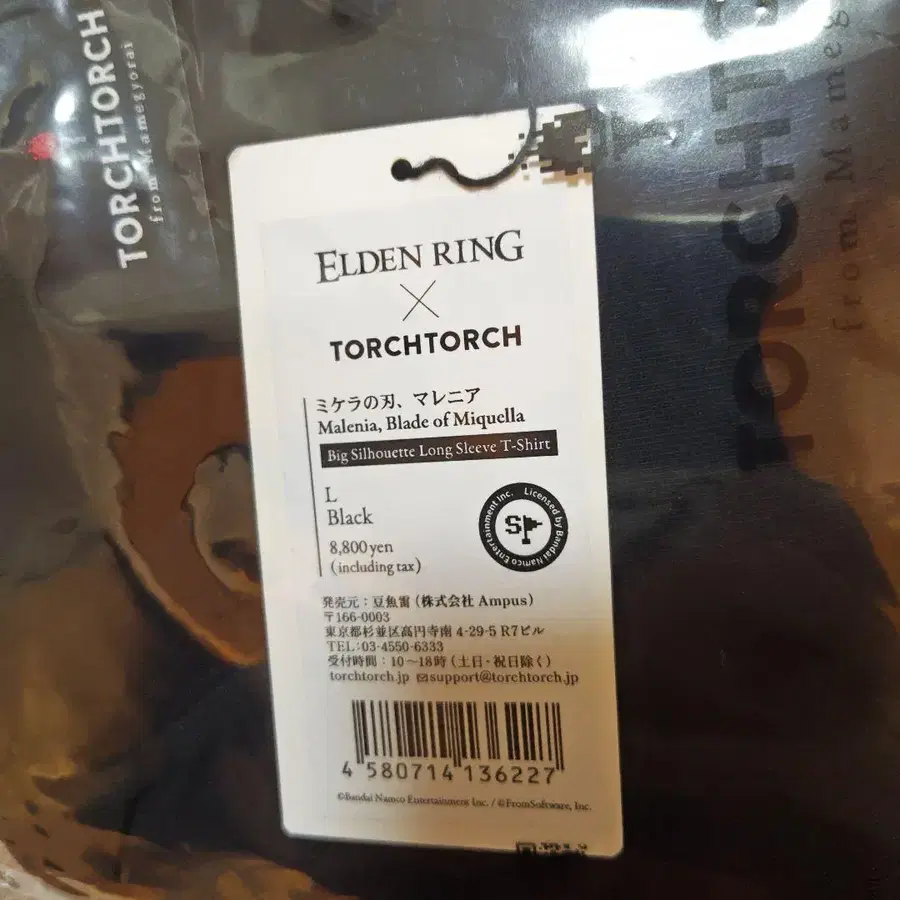 TORCHTORCH
from Mamegyorai
TORCHTO
from Mameg
ELDEN RING
×
TORCHTORCH
ミケラの刃、マレニア
Malenia, Blade of Miquella
Big Silhouette Long Sleeve T-Shirt
L
Black
8,800yen
(including tax)
Licensed by Bandai Namco Entertainment Inc.
S
発売元:豆魚雷(株式会社 Ampus)
〒166-0003
東京都杉並区高円寺南 4-29-5 R7ビル
TEL:03-4550-6333
受付時間:10～18時(土日・祝日除く)
torchtorch.jp ✉support@torchtorch.jp
4 580714 136227
©Bandai Namco Entertainment Inc. / ©FromSoftware, Inc.